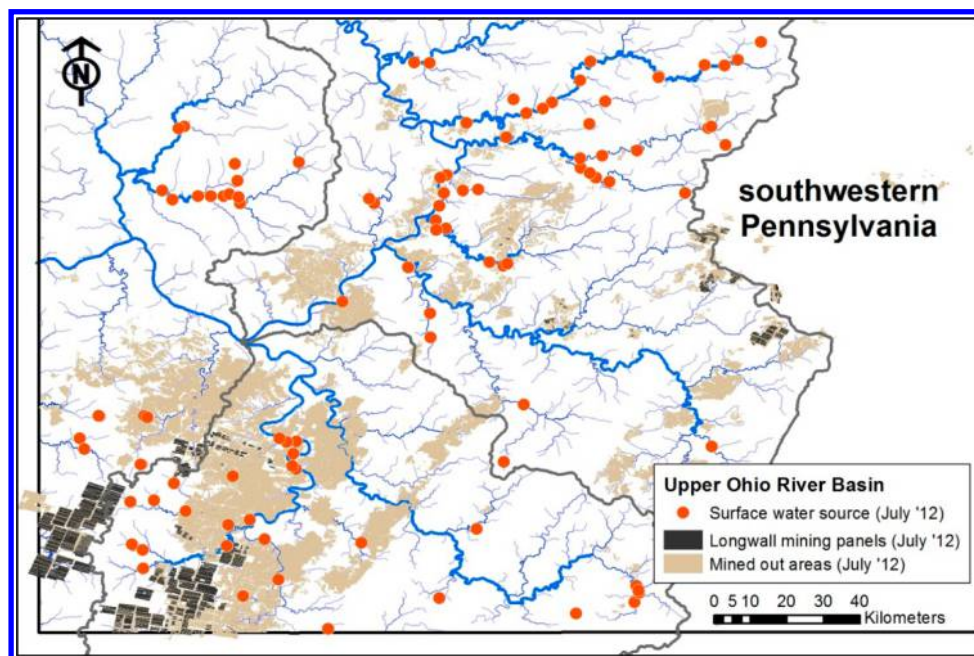 N
southwestern
Pennsylvania
Upper Ohio River Basin
Surface water source (July '12)
Longwall mining panels (July '12)
Mined out areas (July '12)
0 5 10 20 30 40
Kilometers